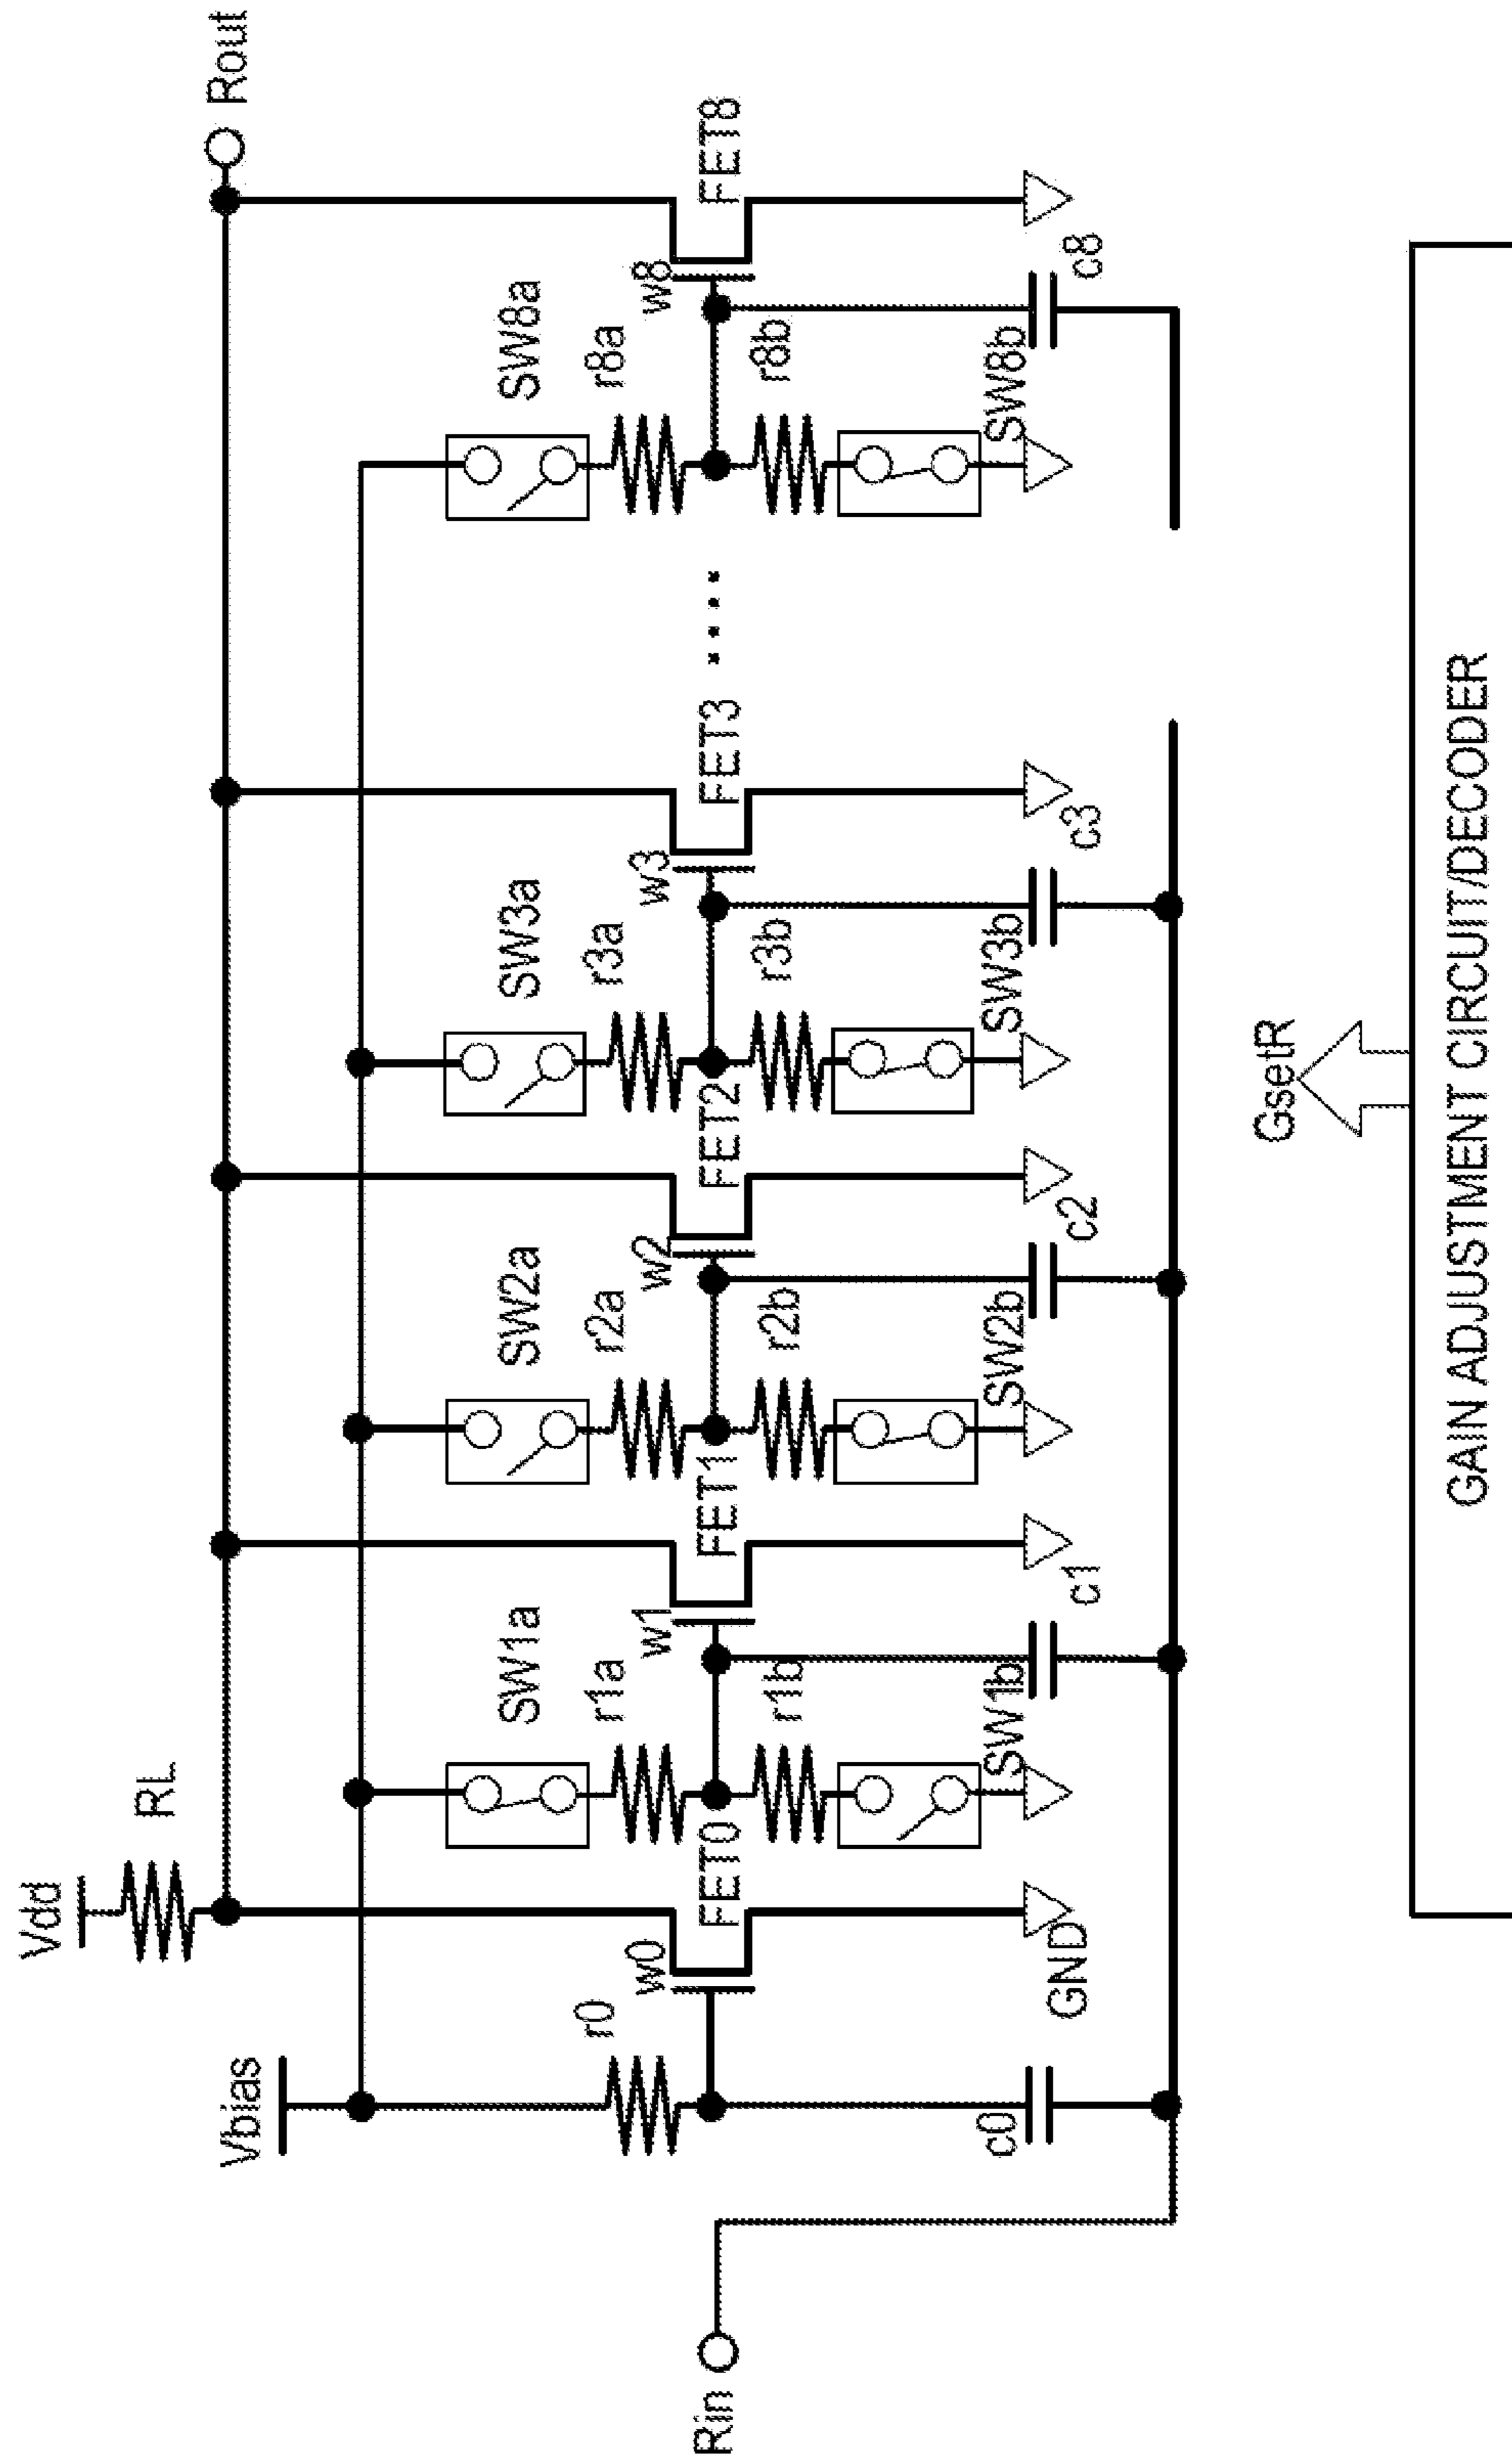 Vdd
RL
Rout
Vbias
SW1a
SW2a
SW3a
SW8a
r0
r1a
r2a
r3a
r8a
w0
w1
w2
w3
w8
FET0
FET1
FET2
FET3
....
FET8
Rin
r1b
r2b
r3b
r8b
c0
SW1b
SW2b
SW3b
SW8b
GND
c1
c2
c3
c8
GsetR
GAIN ADJUSTMENT CIRCUIT/DECODER